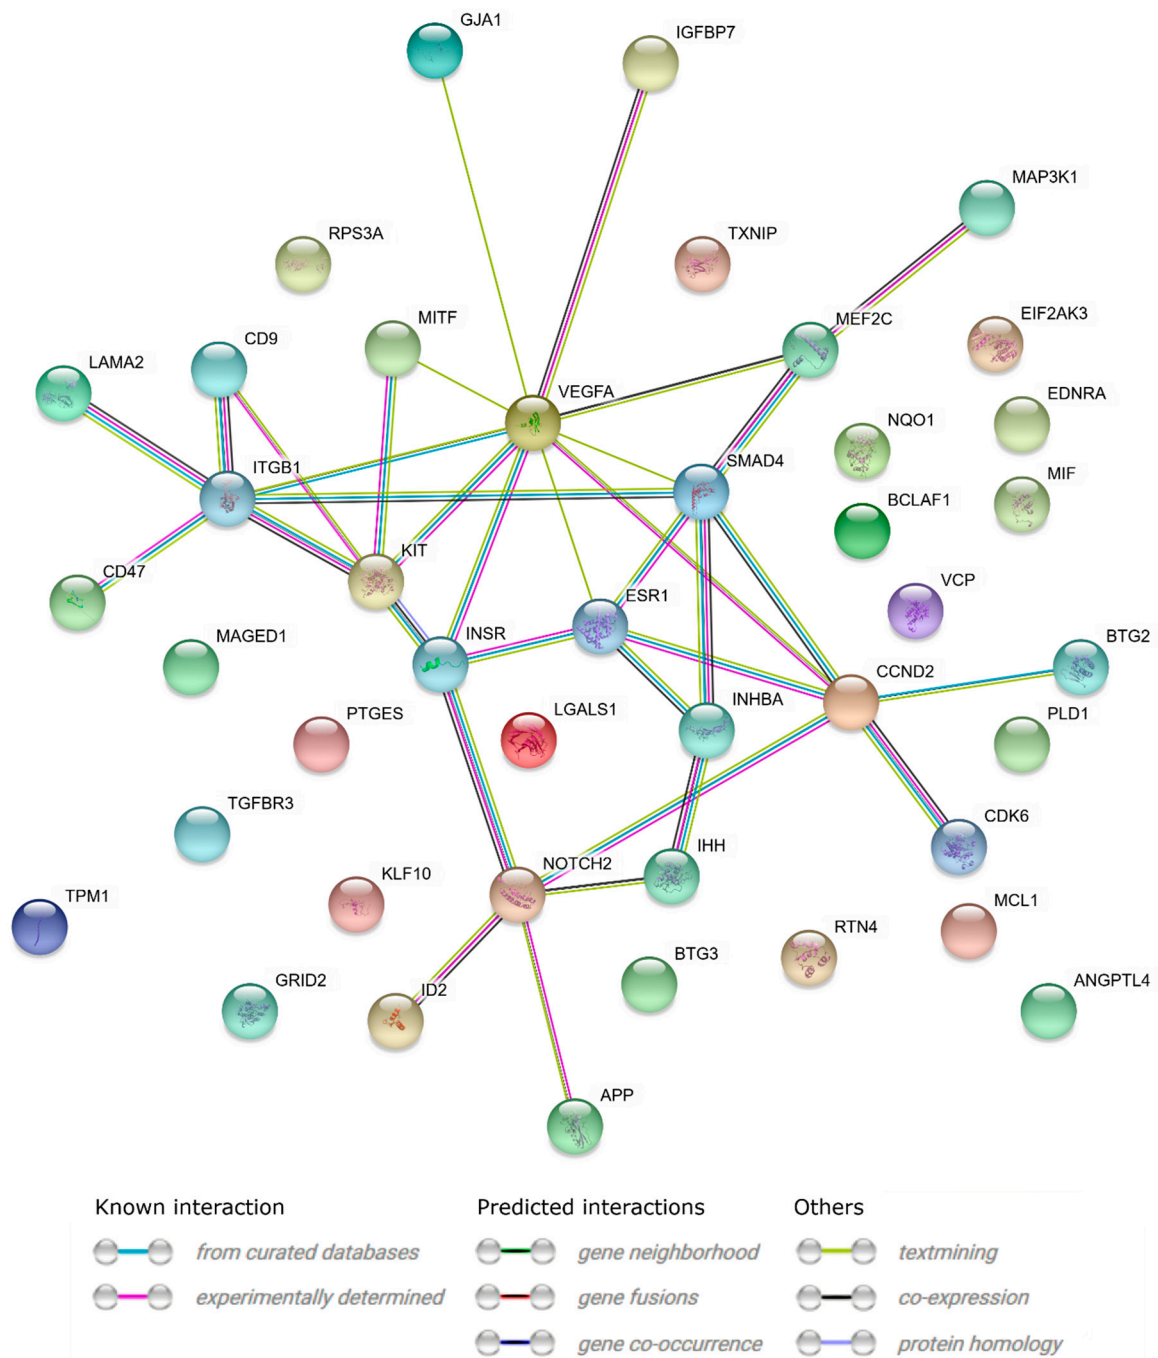 GJA1
IGFBP7
MAP3K1
RPS3A
TXNIP
MITF
MEF2C
EIF2AK3
CD9
LAMA2
VEGFA
EDNRA
NQO1
ITGB1
SMAD4
MIF
BCLAF1
KIT
CD47
VCP
ESR1
MAGED1
INSR
BTG2
CCND2
INHBA
PTGES
LGALS1
PLD1
TGFBR3
CDK6
IHH
NOTCH2
KLF10
TPM1
MCL1
RTN4
BTG3
GRID2
ID2
ANGPTL4
APP
Known interaction
Predicted interactions
Others
from curated databases
gene neighborhood
textmining
experimentally determined
gene fusions
co-expression
gene co-occurrence
protein homology